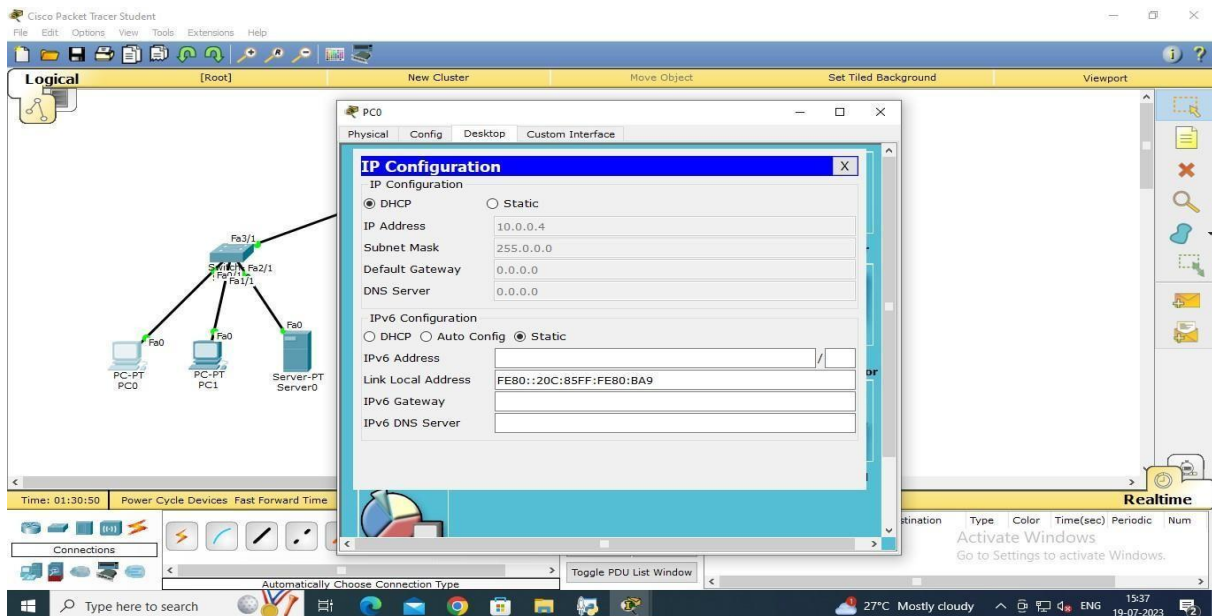 Cisco Packet Tracer Student
File Edit Options View Tools Extensions Help
Logical [Root] New Cluster Move Object Set Tiled Background Viewport
PC0
Physical Config Desktop Custom Interface
IP Configuration X
IP Configuration
DHCP Static
IP Address 10.0.0.4
Subnet Mask 255.0.0.0
Default Gateway 0.0.0.0
DNS Server 0.0.0.0
IPv6 Configuration
DHCP Auto Config Static
IPv6 Address /
Link Local Address FE80::20C:85FF:FE80:BA9
IPv6 Gateway
IPv6 DNS Server
Fa3/1
Fa2/1
Fa1/1
Fa0
Fa0
Fa0
PC-PT
PC0
PC-PT
PC1
Server-PT
Server0
Time: 01:30:50 Power Cycle Devices Fast Forward Time
Realtime
Connections
Automatically Choose Connection Type
Toggle PDU List Window
Type Color Time(sec) Periodic Num
Activate Windows
Go to Settings to activate Windows.
Type here to search
27°C Mostly cloudy ENG
15:37
19-07-2023